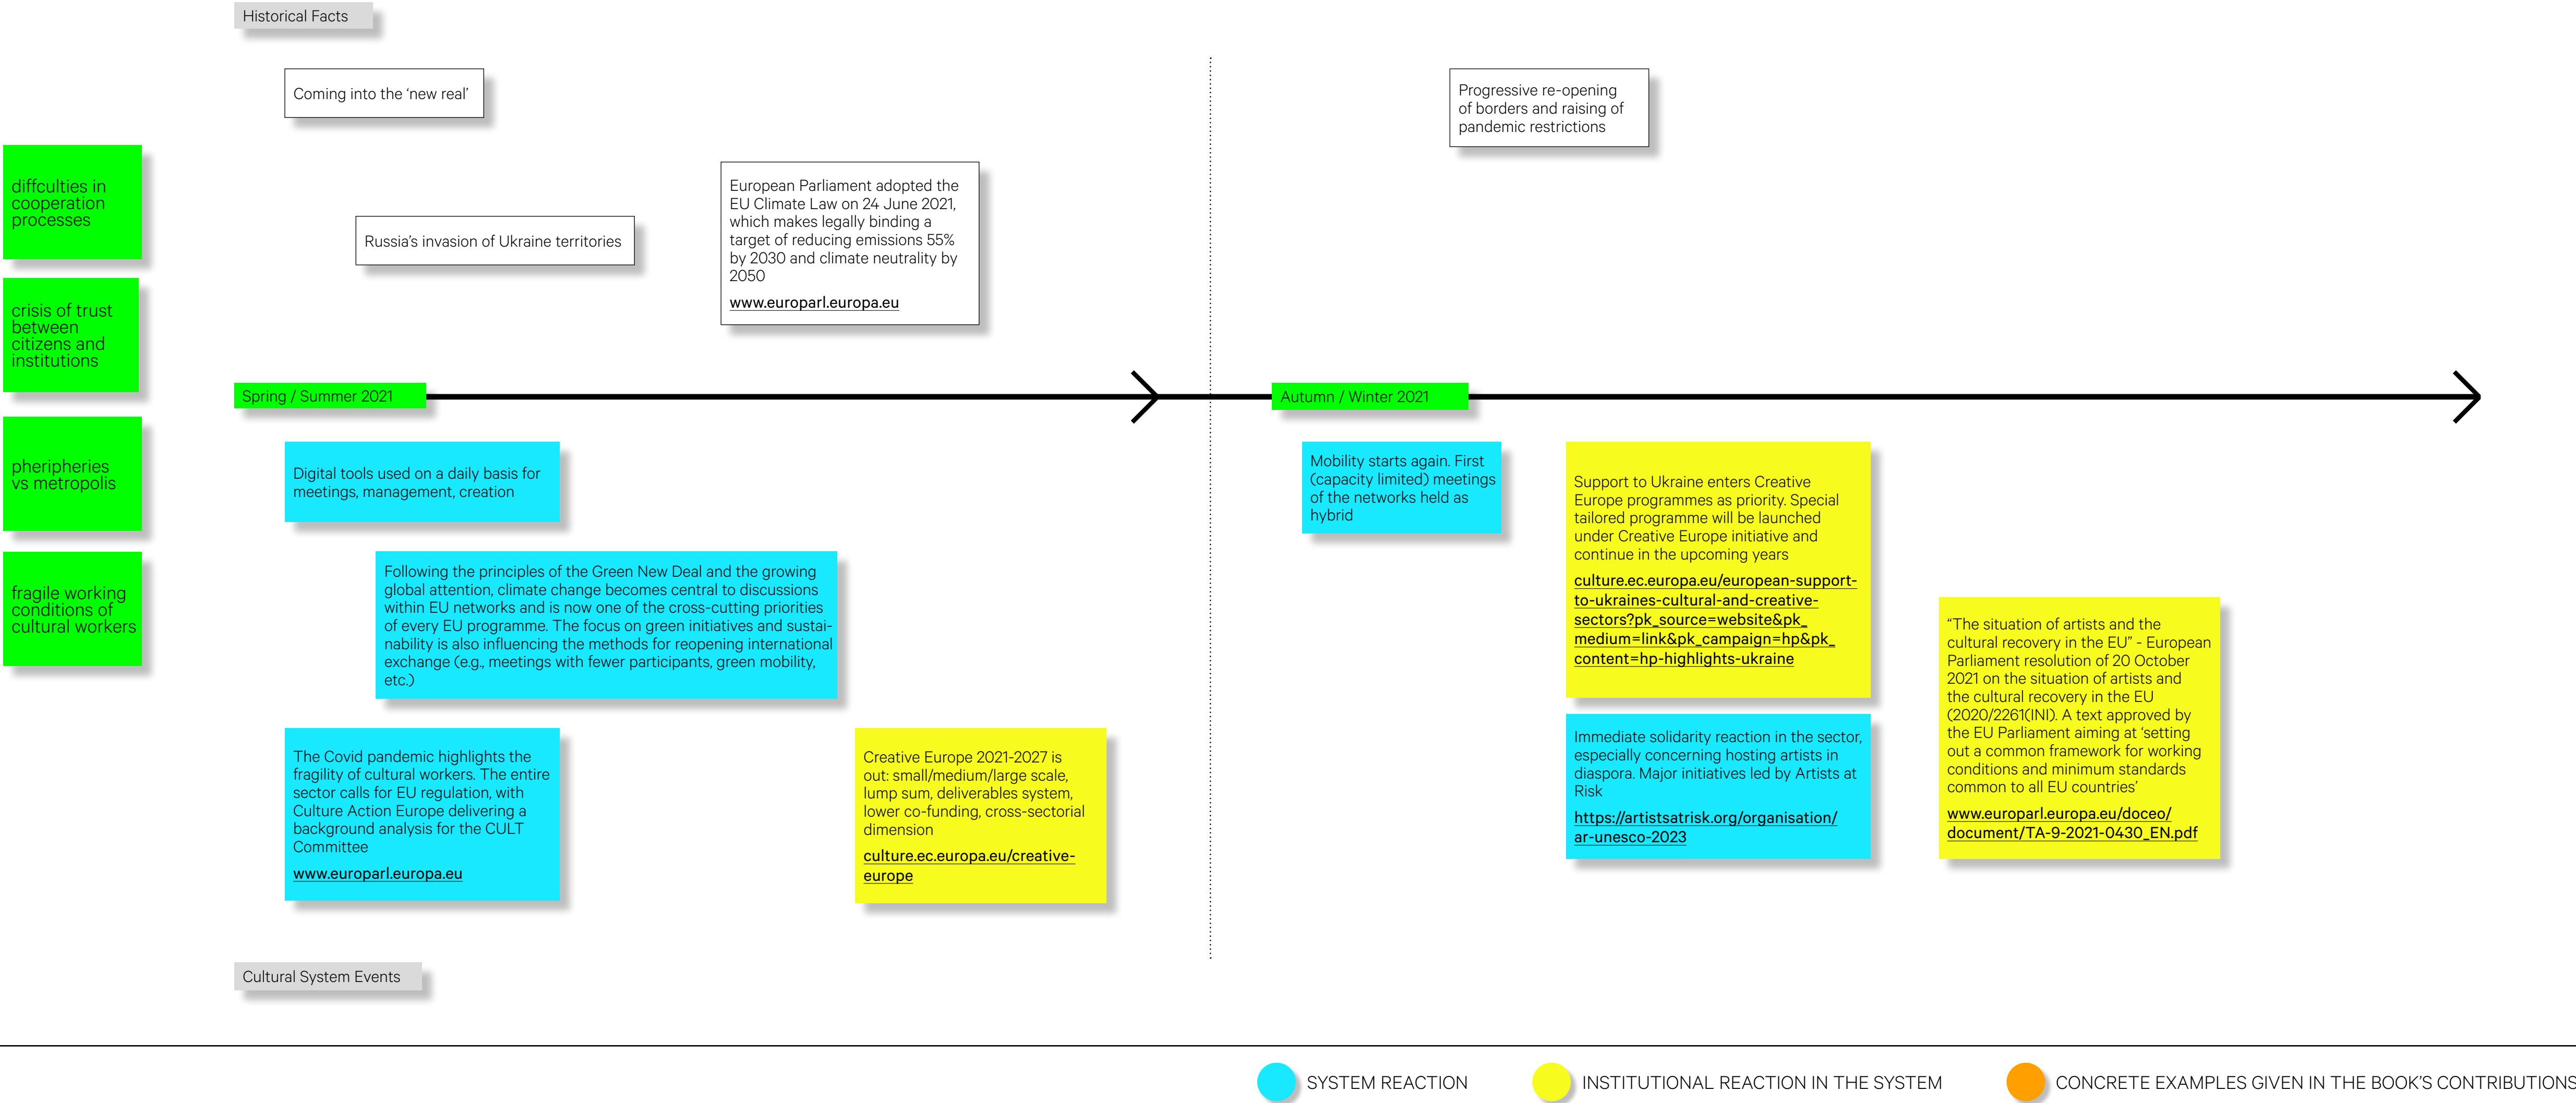 Historical Facts
Coming into the ‘new real’
Progressive re-opening
of borders and raising of
pandemic restrictions
diffculties in
cooperation
processes
European Parliament adopted the
EU Climate Law on 24 June 2021,
which makes legally binding a
target of reducing emissions 55%
by 2030 and climate neutrality by
2050
www.europarl.europa.eu
Russia’s invasion of Ukraine territories
crisis of trust
between
citizens and
institutions
Spring / Summer 2021
Autumn / Winter 2021
pheripheries
vs metropolis
fragile working
conditions of
cultural workers
Digital tools used on a daily basis for
meetings, management, creation
Following the principles of the Green New Deal and the growing
global attention, climate change becomes central to discussions
within EU networks and is now one of the cross-cutting priorities
of every EU programme. The focus on green initiatives and sustai-
nability is also influencing the methods for reopening international
exchange (e.g., meetings with fewer participants, green mobility,
etc.)
The Covid pandemic highlights the
fragility of cultural workers. The entire
sector calls for EU regulation, with
Culture Action Europe delivering a
background analysis for the CULT
Committee
www.europarl.europa.eu
Creative Europe 2021-2027 is
out: small/medium/large scale,
lump sum, deliverables system,
lower co-funding, cross-sectorial
dimension
culture.ec.europa.eu/creative-
europe
Mobility starts again. First
(capacity limited) meetings
of the networks held as
hybrid
Support to Ukraine enters Creative
Europe programmes as priority. Special
tailored programme will be launched
under Creative Europe initiative and
continue in the upcoming years
culture.ec.europa.eu/european-support-
to-ukraines-cultural-and-creative-
sectors?pk_source=website&pk_
medium=link&pk_campaign=hp&pk_
content=hp-highlights-ukraine
Immediate solidarity reaction in the sector,
especially concerning hosting artists in
diaspora. Major initiatives led by Artists at
Risk
https://artistsatrisk.org/organisation/
ar-unesco-2023
“The situation of artists and the
cultural recovery in the EU” - European
Parliament resolution of 20 October
2021 on the situation of artists and
the cultural recovery in the EU
(2020/2261(INI). A text approved by
the EU Parliament aiming at ‘setting
out a common framework for working
conditions and minimum standards
common to all EU countries’
www.europarl.europa.eu/doceo/
document/TA-9-2021-0430_EN.pdf
Cultural System Events
SYSTEM REACTION
INSTITUTIONAL REACTION IN THE SYSTEM
CONCRETE EXAMPLES GIVEN IN THE BOOK’S CONTRIBUTIONS